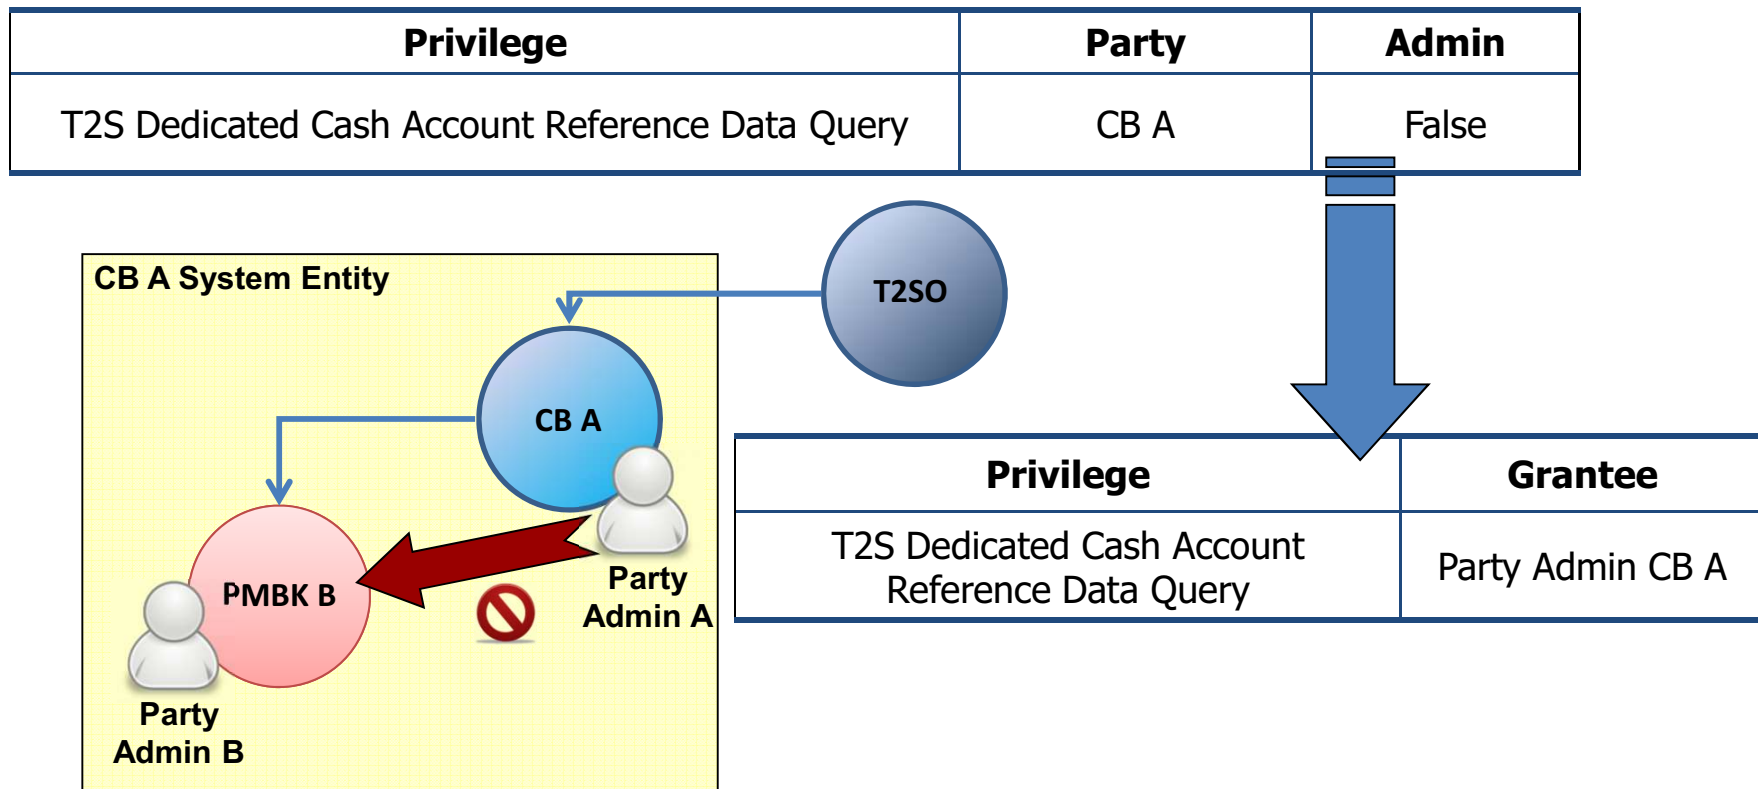 Privilege Party Admin
T2S Dedicated Cash Account Reference Data Query CB A False
CB A System Entity
T2SO
CB A
PMBK B
Party
Admin A
Party
Admin B
Privilege Grantee
T2S Dedicated Cash Account
Reference Data Query
Party Admin CB A